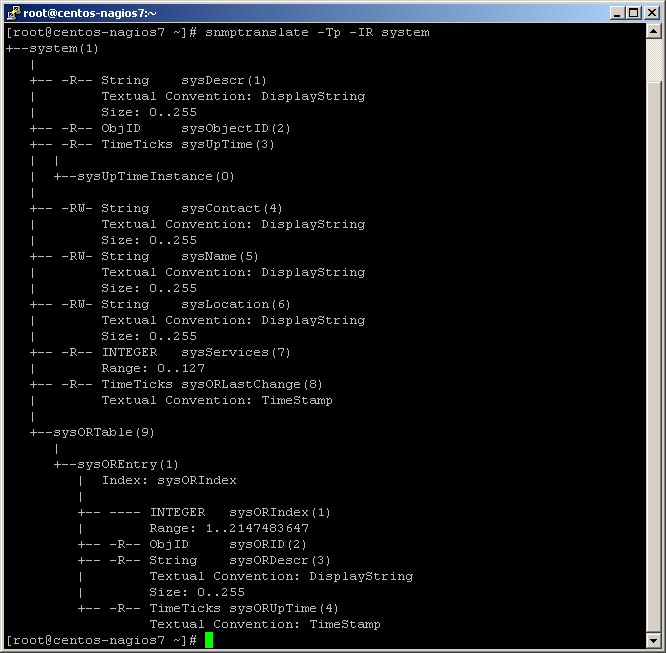 root@centos-nagios7:~
[root@centos-nagios7 ~]# snmptranslate -Tp -IR system
+--system(1)
   |
   +-- -R-- String    sysDescr(1)
   |        Textual Convention: DisplayString
   |        Size: 0..255
   +-- -R-- ObjID     sysObjectID(2)
   +-- -R-- TimeTicks sysUpTime(3)
   |  |
   |  +--sysUpTimeInstance(0)
   |
   +-- -RW- String    sysContact(4)
   |        Textual Convention: DisplayString
   |        Size: 0..255
   +-- -RW- String    sysName(5)
   |        Textual Convention: DisplayString
   |        Size: 0..255
   +-- -RW- String    sysLocation(6)
   |        Textual Convention: DisplayString
   |        Size: 0..255
   +-- -R-- INTEGER   sysServices(7)
   |        Range: 0..127
   +-- -R-- TimeTicks sysORLastChange(8)
   |        Textual Convention: TimeStamp
   |
   +--sysORTable(9)
      |
      +--sysOREntry(1)
         |  Index: sysORIndex
         |
         +-- ---- INTEGER   sysORIndex(1)
         |        Range: 1..2147483647
         +-- -R-- ObjID     sysORID(2)
         +-- -R-- String    sysORDescr(3)
         |        Textual Convention: DisplayString
         |        Size: 0..255
         +-- -R-- TimeTicks sysORUpTime(4)
                  Textual Convention: TimeStamp
[root@centos-nagios7 ~]#